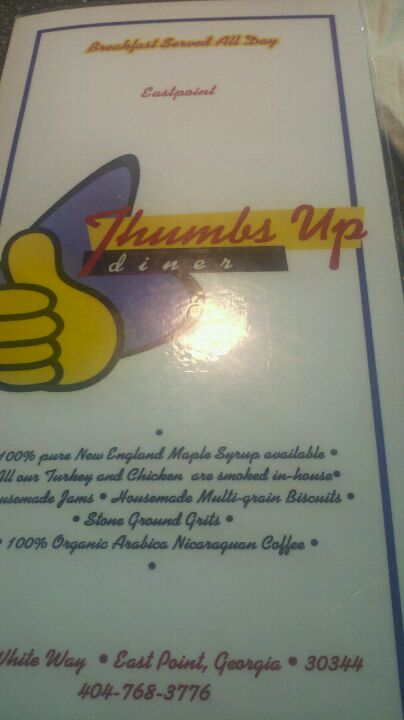 Breakfast Served All Day
Eastpoint
Thumbs Up
diner
100% pure New England Maple Syrup available •
All our Turkey and Chicken are smoked in-house•
usemade Jams • Housemade Multi-grain Biscuits •
• Stone Ground Grits •
• 100% Organic Arabica Nicaraguan Coffee •
White Way • East Point, Georgia • 30344
404-768-3776